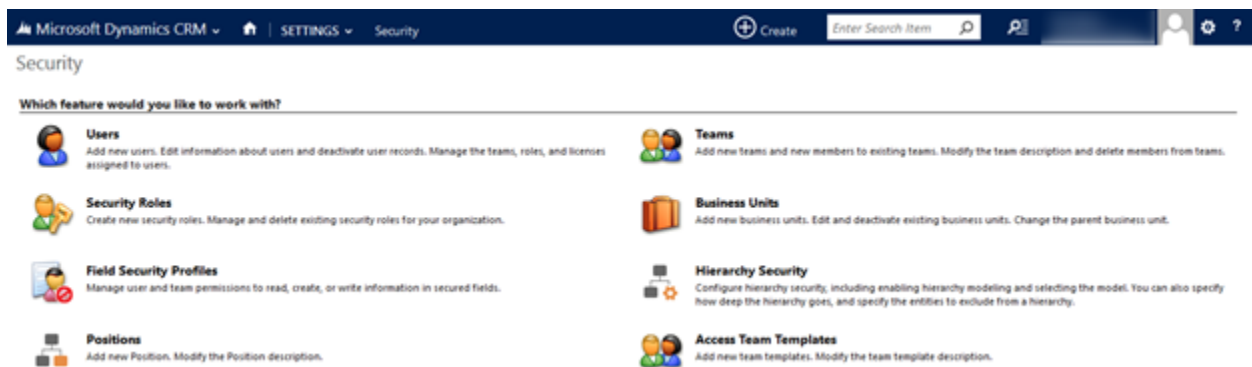 Microsoft Dynamics CRM
SETTINGS
Security
Create
Enter Search Item
?
Security
Which feature would you like to work with?
Users
Add new users. Edit information about users and deactivate user records. Manage the teams, roles, and licenses
assigned to users.
Teams
Add new teams and new members to existing teams. Modify the team description and delete members from teams.
Security Roles
Create new security roles. Manage and delete existing security roles for your organization.
Business Units
Add new business units. Edit and deactivate existing business units. Change the parent business unit.
Field Security Profiles
Manage user and team permissions to read, create, or write information in secured fields.
Hierarchy Security
Configure hierarchy security, including enabling hierarchy modeling and selecting the model. You can also specify
how deep the hierarchy goes, and specify the entities to exclude from a hierarchy.
Positions
Add new Position. Modify the Position description.
Access Team Templates
Add new team templates. Modify the team template description.